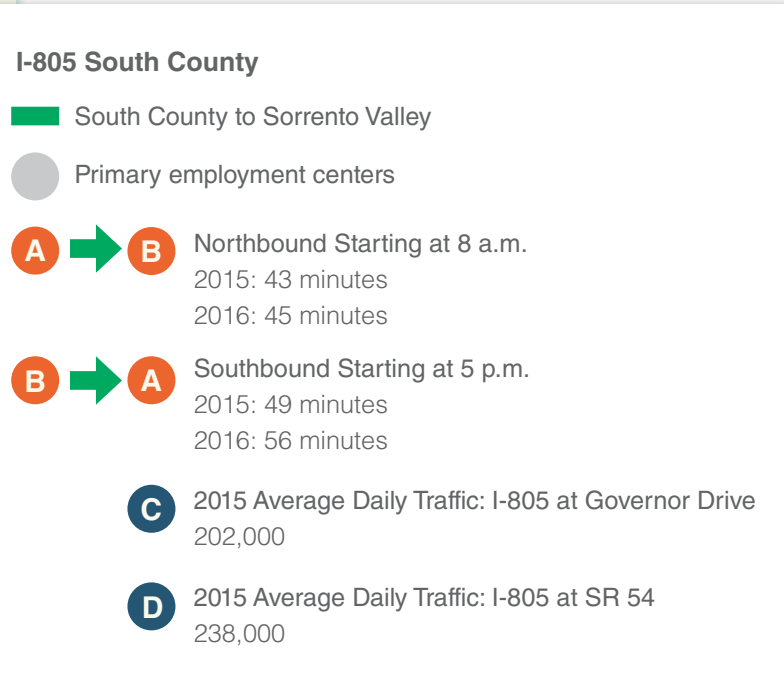 I-805 South County
South County to Sorrento Valley
Primary employment centers
A B Northbound Starting at 8 a.m.
2015: 43 minutes
2016: 45 minutes
B A Southbound Starting at 5 p.m.
2015: 49 minutes
2016: 56 minutes
C 2015 Average Daily Traffic: I-805 at Governor Drive
202,000
D 2015 Average Daily Traffic: I-805 at SR 54
238,000